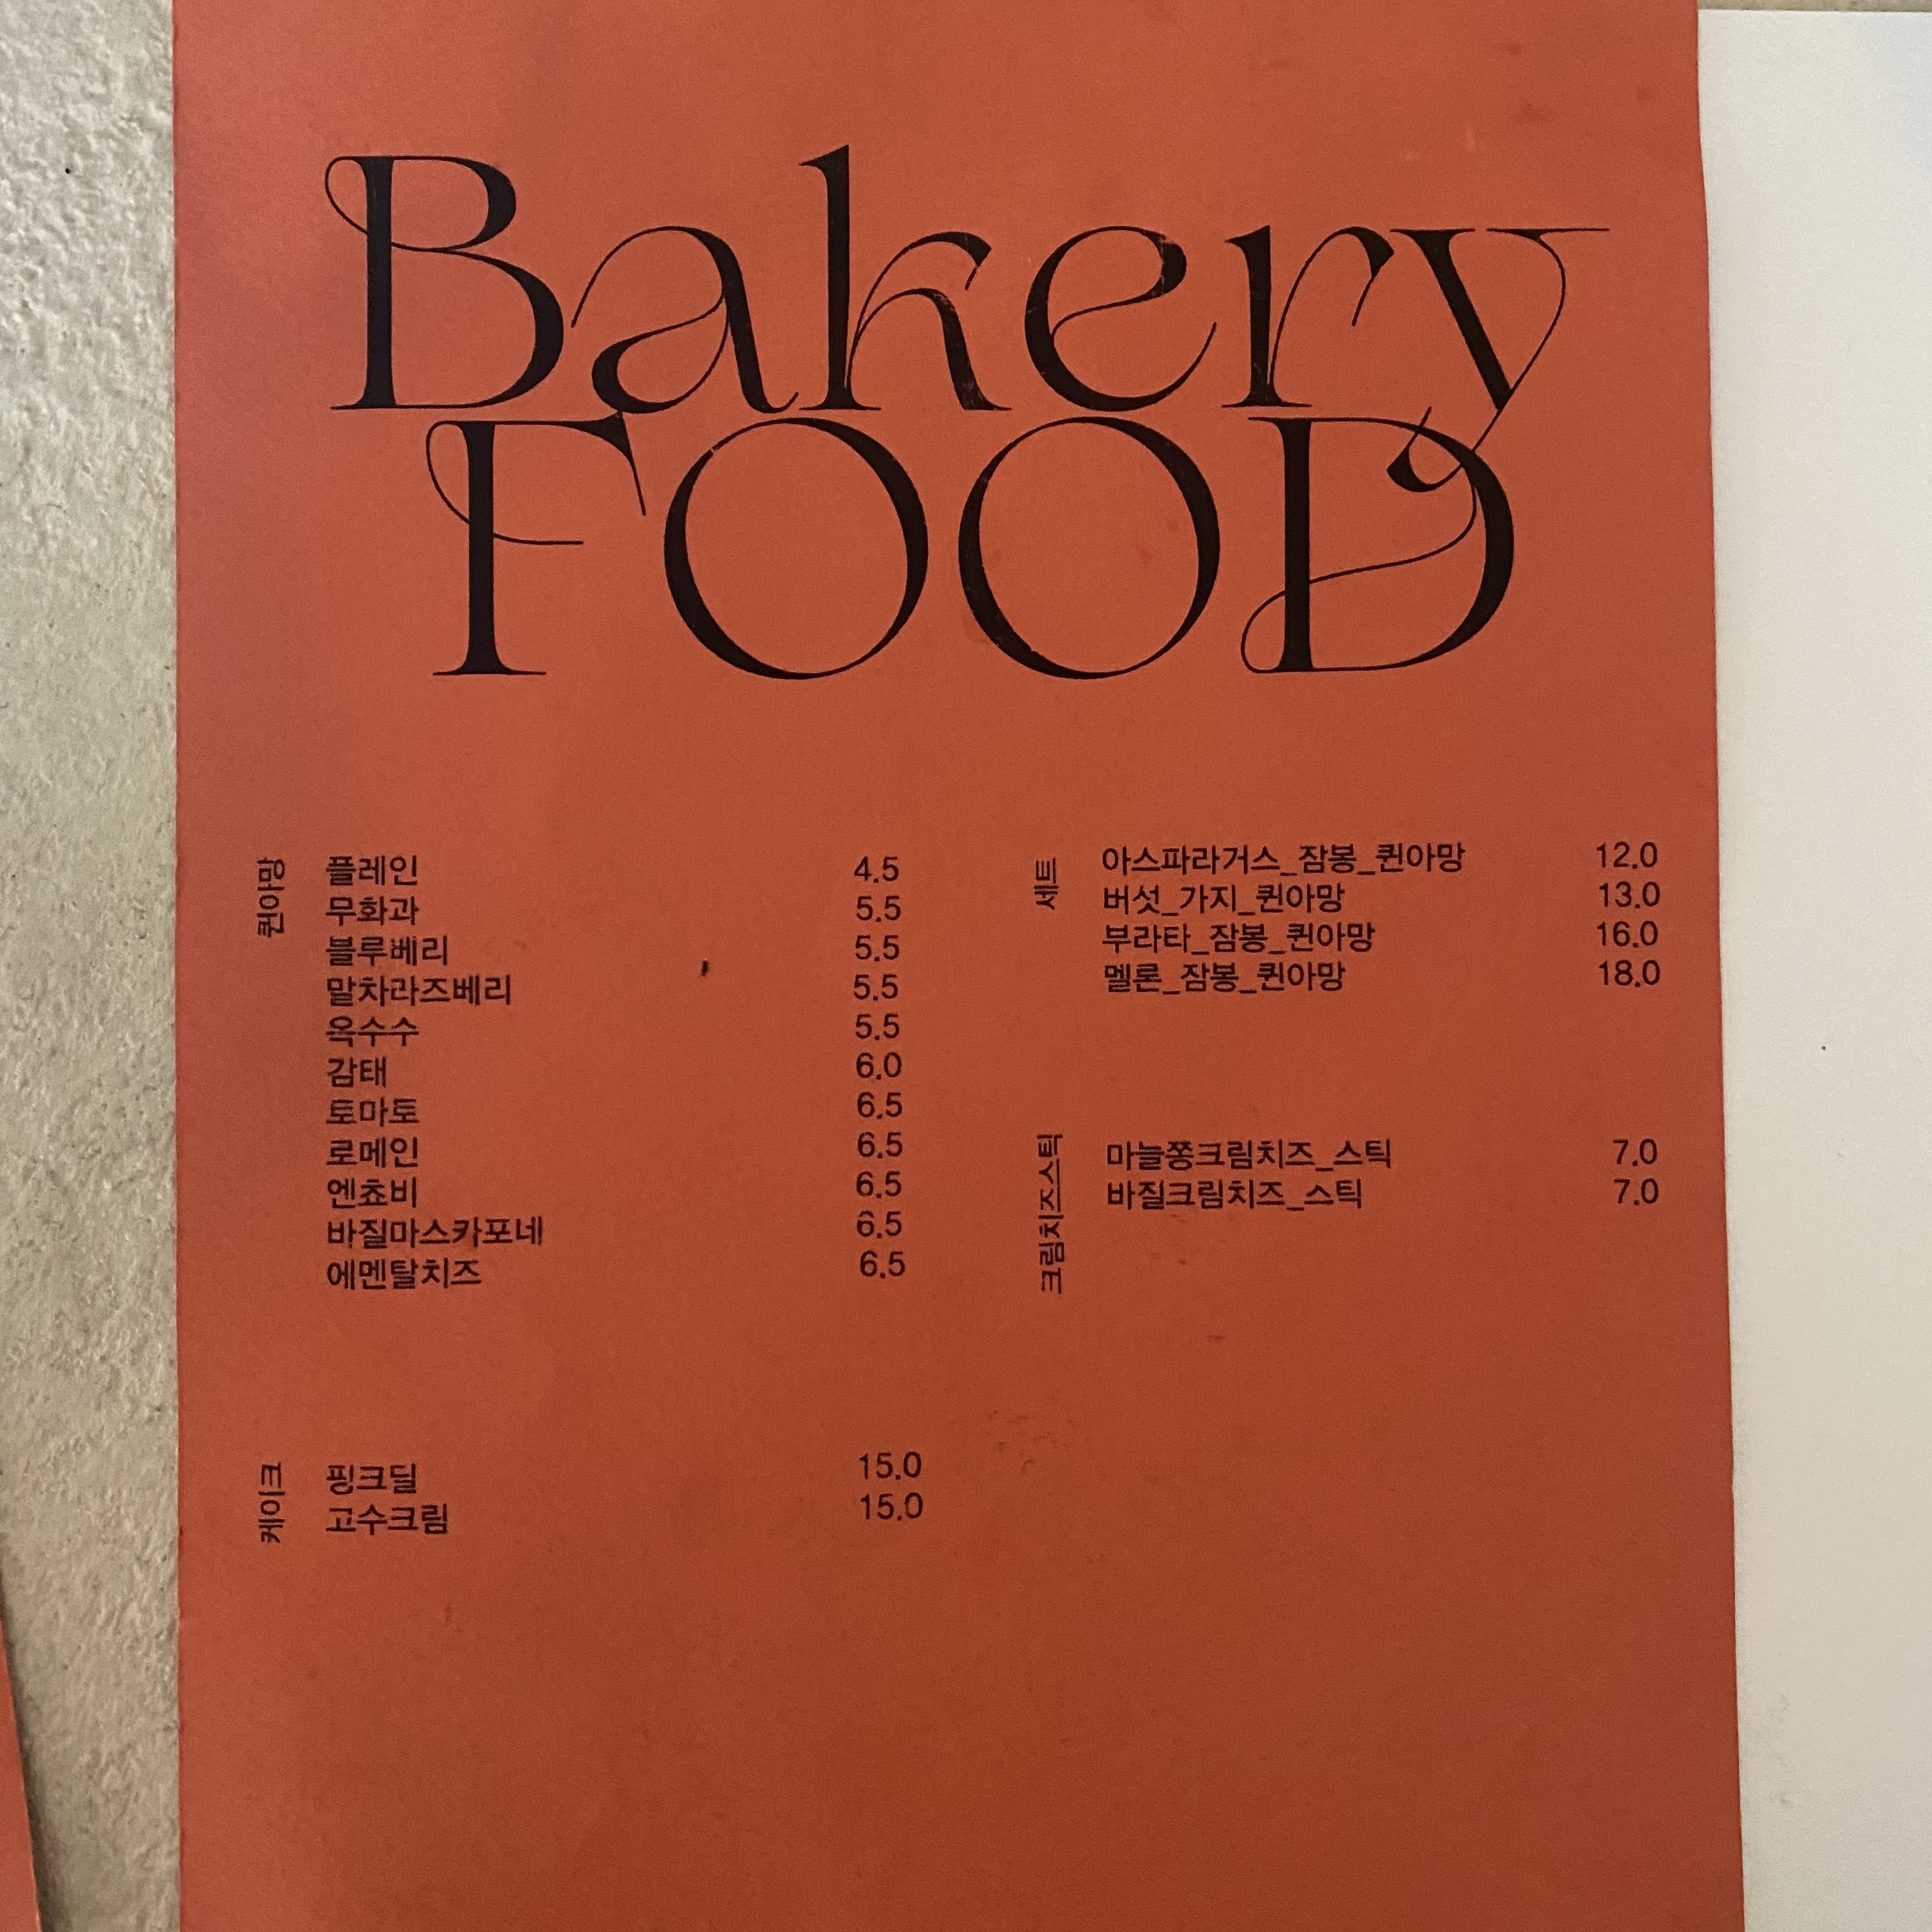 Bakery
FOOD
퀸아망
플레인 4.5
무화과 5.5
블루베리 5.5
말차라즈베리 5.5
옥수수 5.5
감태 6.0
토마토 6.5
로메인 6.5
엔쵸비 6.5
바질마스카포네 6.5
에멘탈치즈 6.5
케이크
핑크딜 15.0
고수크림 15.0
세트
아스파라거스_잠봉_퀸아망 12.0
버섯_가지_퀸아망 13.0
부라타_잠봉_퀸아망 16.0
멜론_잠봉_퀸아망 18.0
크림치즈스틱
마늘쫑크림치즈_스틱 7.0
바질크림치즈_스틱 7.0